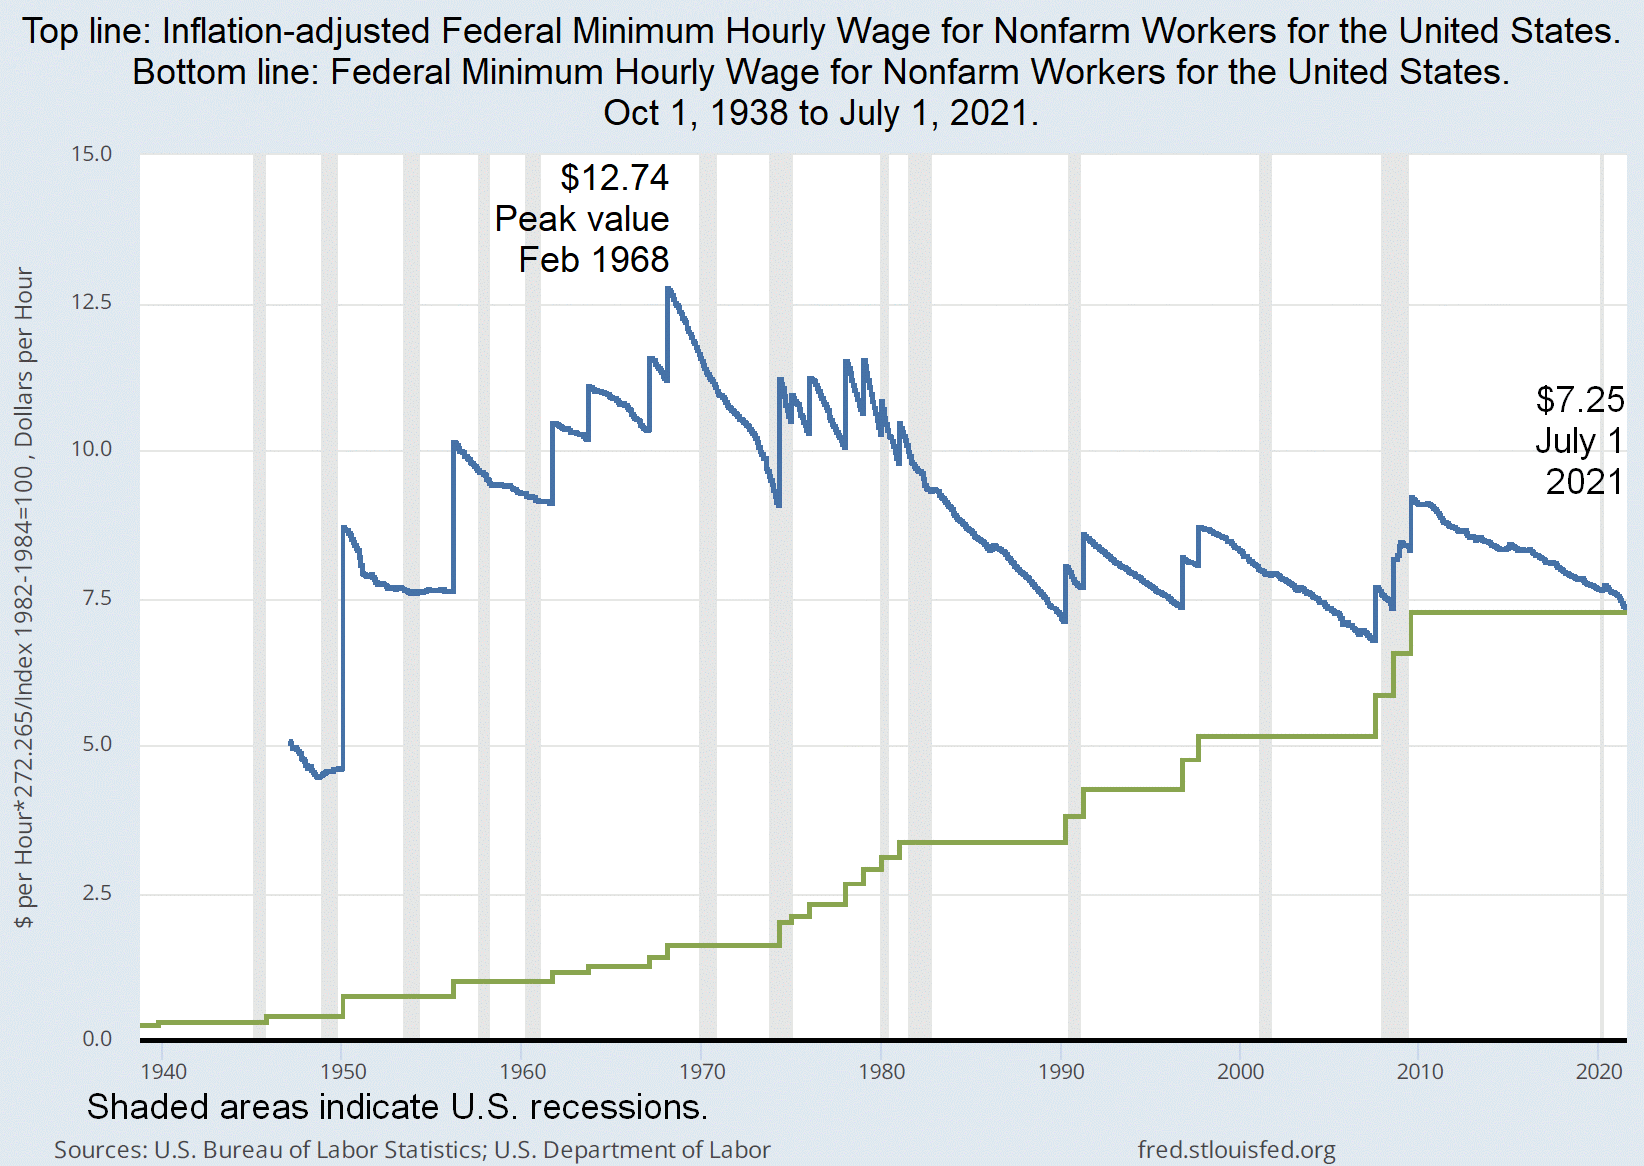 Top line: Inflation-adjusted Federal Minimum Hourly Wage for Nonfarm Workers for the United States.
Bottom line: Federal Minimum Hourly Wage for Nonfarm Workers for the United States.
Oct 1, 1938 to July 1, 2021.
$ per Hour*272.265/Index 1982-1984=100 , Dollars per Hour
15.0
12.5
10.0
7.5
5.0
2.5
0.0
$12.74
Peak value
Feb 1968
$7.25
July 1
2021
1940 1950 1960 1970 1980 1990 2000 2010 2020
Shaded areas indicate U.S. recessions.
Sources: U.S. Bureau of Labor Statistics; U.S. Department of Labor fred.stlouisfed.org